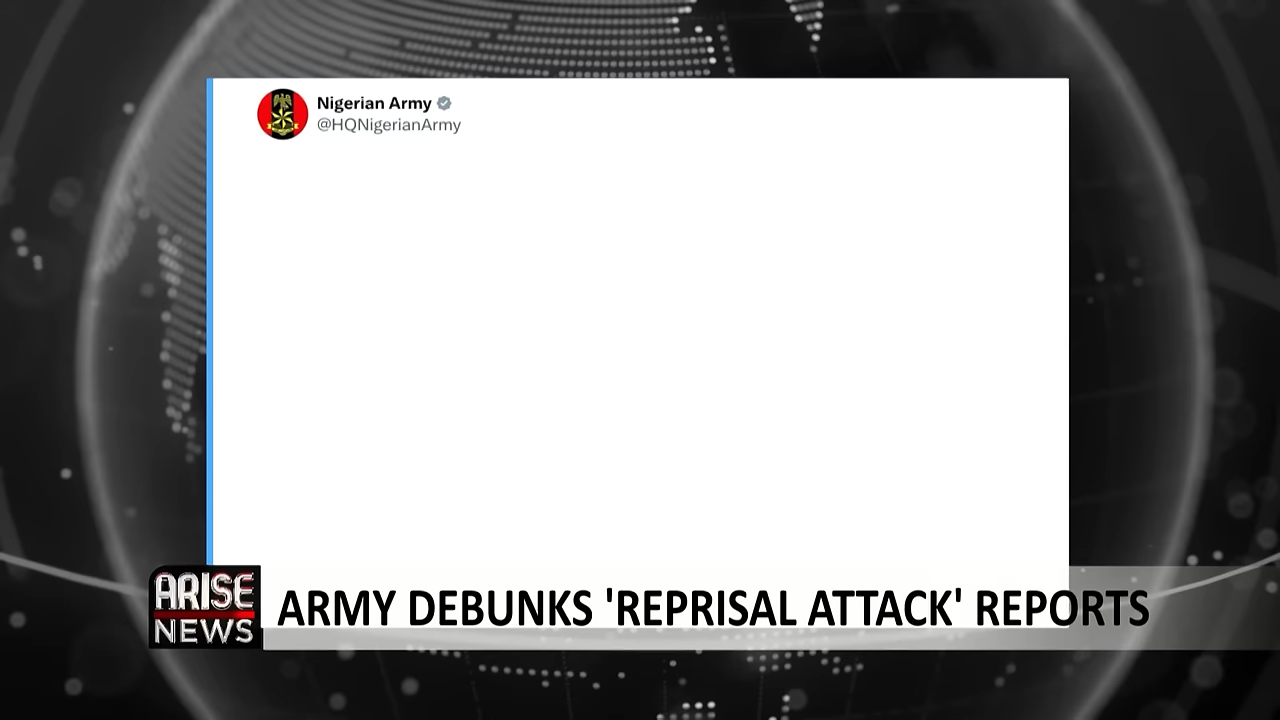 Nigerian Army
@HQNigerianArmy
ARISE
NEWS
ARMY DEBUNKS 'REPRISAL ATTACK' REPORTS